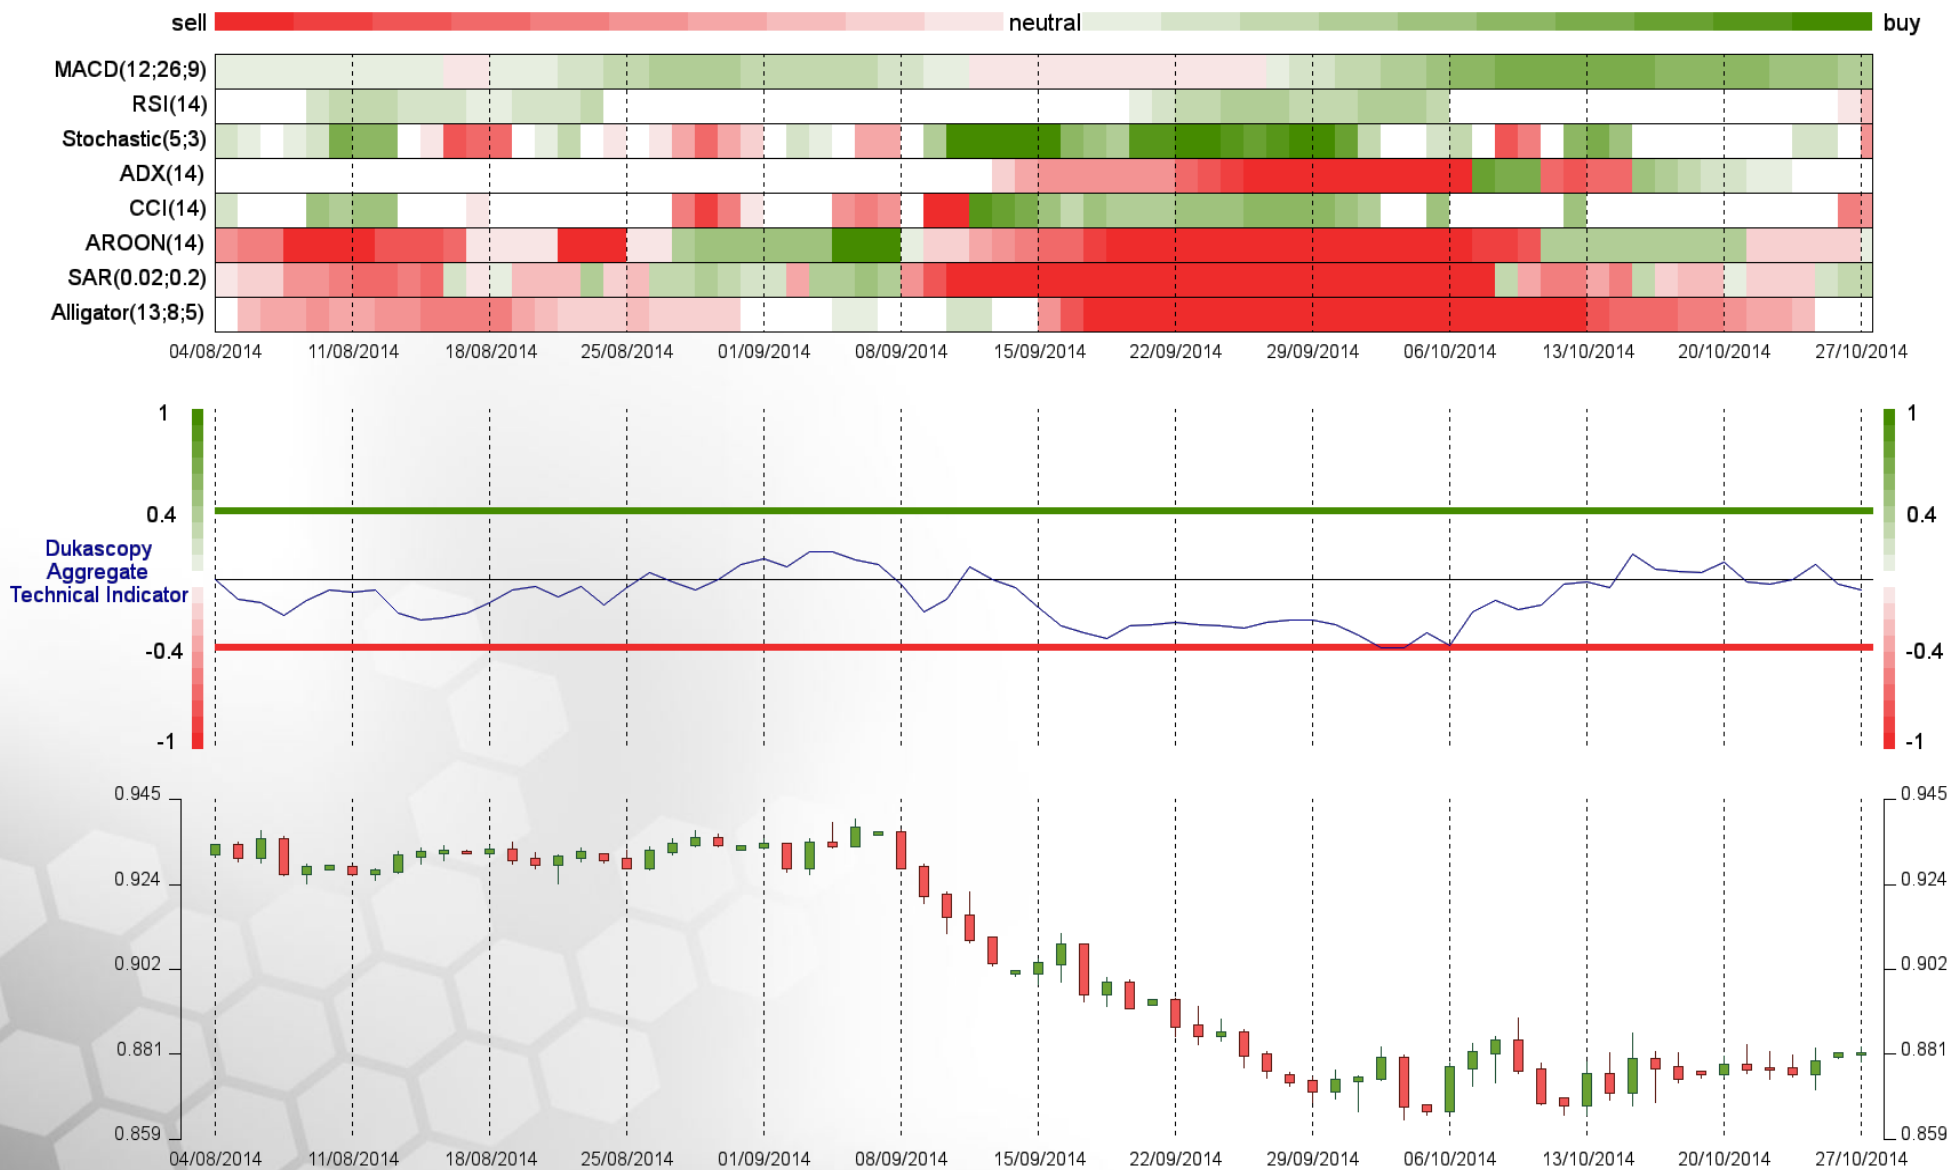 sell neutral buy
MACD(12;26;9)
RSI(14)
Stochastic(5;3)
ADX(14)
CCI(14)
AROON(14)
SAR(0.02;0.2)
Alligator(13;8;5)
04/08/2014 11/08/2014 18/08/2014 25/08/2014 01/09/2014 08/09/2014 15/09/2014 22/09/2014 29/09/2014 06/10/2014 13/10/2014 20/10/2014 27/10/2014
1 1
0.4 0.4
Dukascopy
Aggregate
Technical Indicator
-0.4 -0.4
-1 -1
0.945 0.945
0.924 0.924
0.902 0.902
0.881 0.881
0.859 0.859
04/08/2014 11/08/2014 18/08/2014 25/08/2014 01/09/2014 08/09/2014 15/09/2014 22/09/2014 29/09/2014 06/10/2014 13/10/2014 20/10/2014 27/10/2014